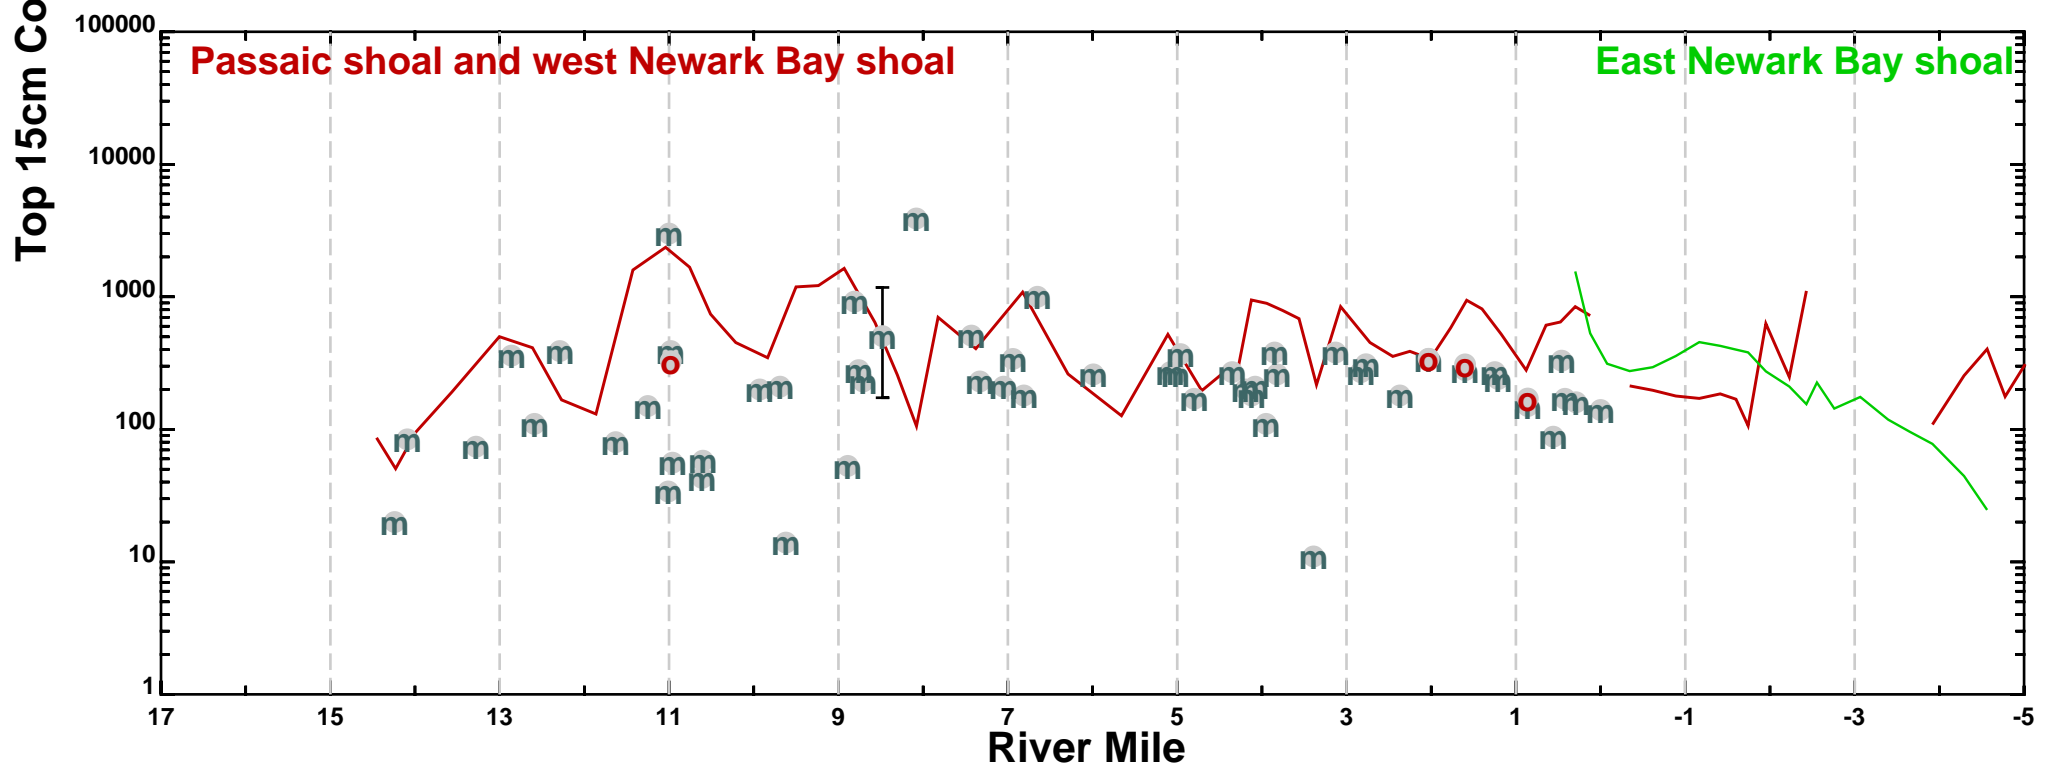 Top 15cm Co
100000
10000
1000
100
10
1
Passaic shoal and west Newark Bay shoal
East Newark Bay shoal
m m m m m m m m m m m m m m m m m m m m m m m m m m m m m m m m m m m m m m m m m m m m m m m m m m m m m m m m m m
o o o o
17 15 13 11 9 7 5 3 1 -1 -3 -5
River Mile